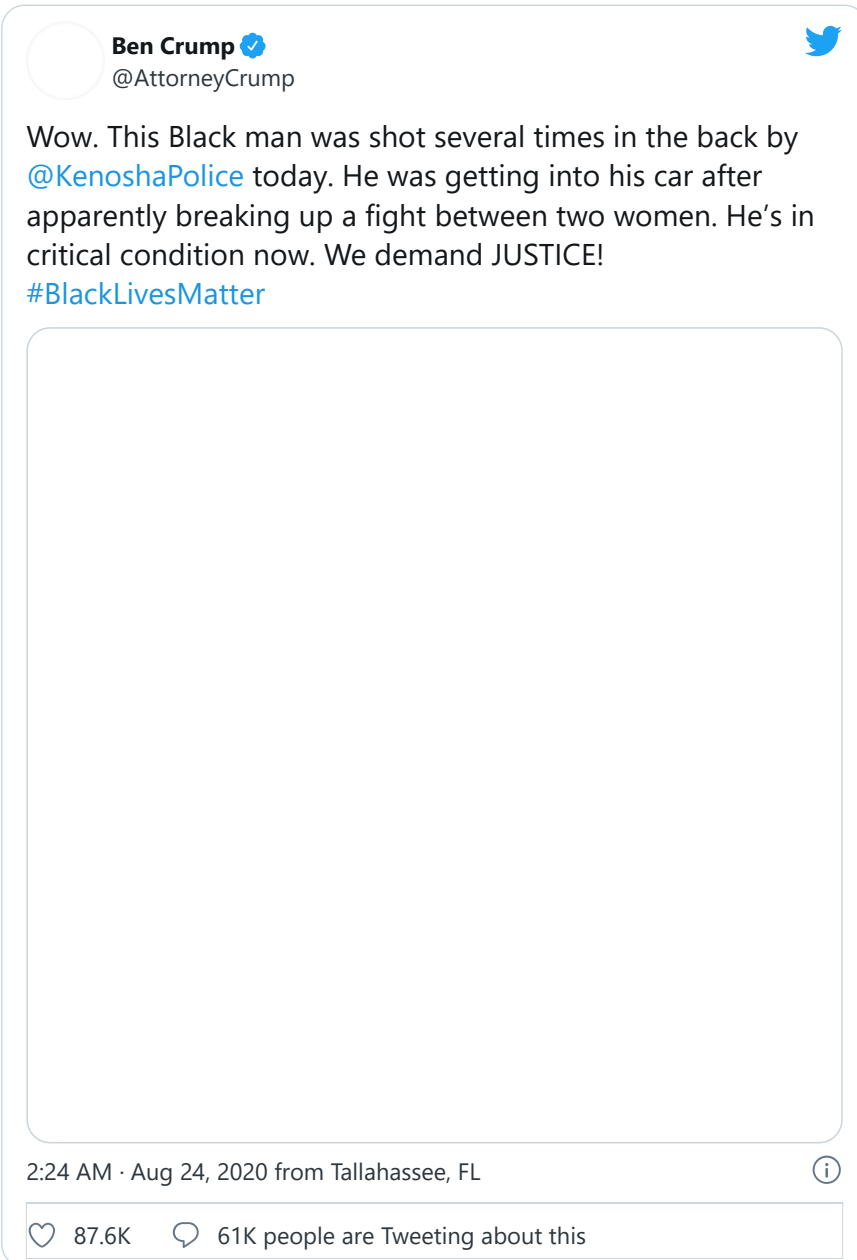 Ben Crump
@AttorneyCrump
Wow. This Black man was shot several times in the back by
@KenoshaPolice today. He was getting into his car after
apparently breaking up a fight between two women. He’s in
critical condition now. We demand JUSTICE!
#BlackLivesMatter
2:24 AM · Aug 24, 2020 from Tallahassee, FL
87.6K 61K people are Tweeting about this